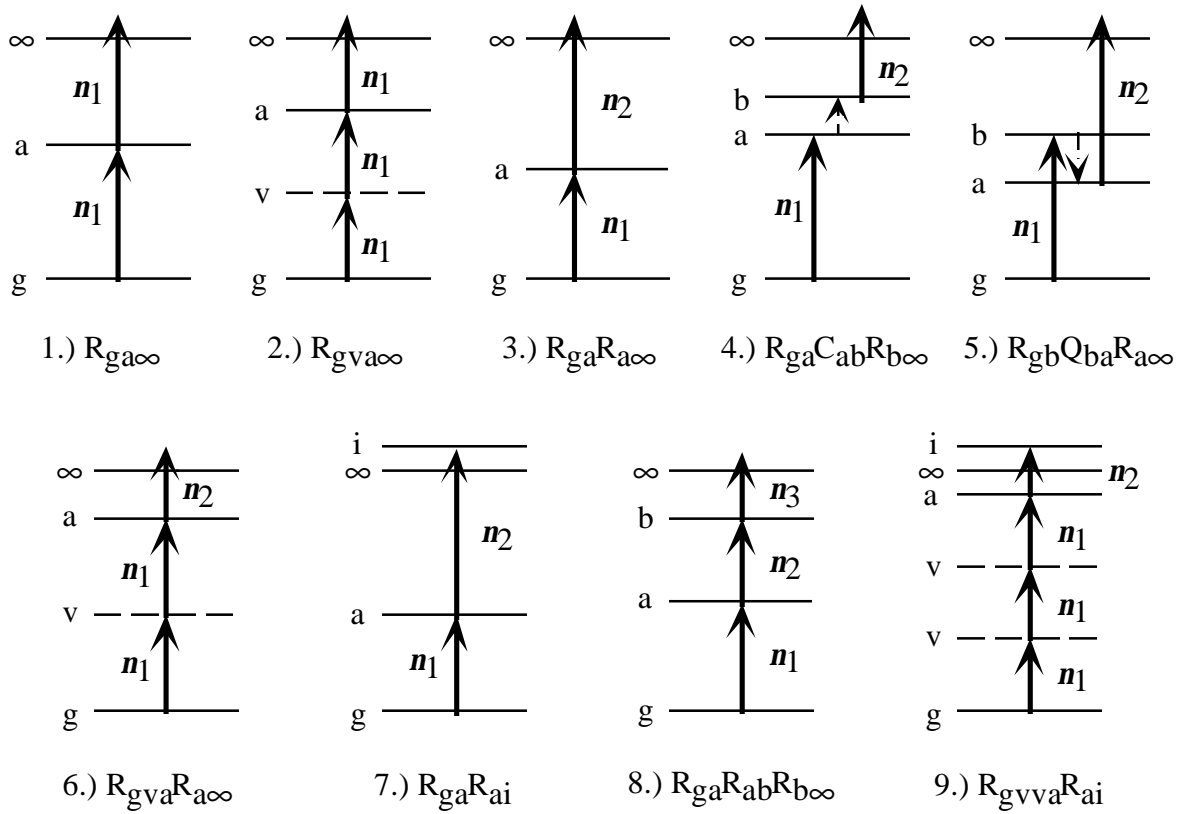 ∞ ∞ ∞ ∞ ∞
n1 n1 n2 n2 n2
a a a b a b a
n1 n1 n1 n1 n1
v
n1
g g g g g
1.) Rga∞ 2.) Rgva∞ 3.) RgaRa∞ 4.) RgaCabRb∞ 5.) RgbQbaRa∞
i i
∞ ∞ ∞ ∞
n2 n2 n3 n2
a a b a
n1 n1 n2 n1
v a v
n1 n1 n1
v
n1
g g g g
6.) RgvaRa∞ 7.) RgaRai 8.) RgaRabRb∞ 9.) RgvvaRai